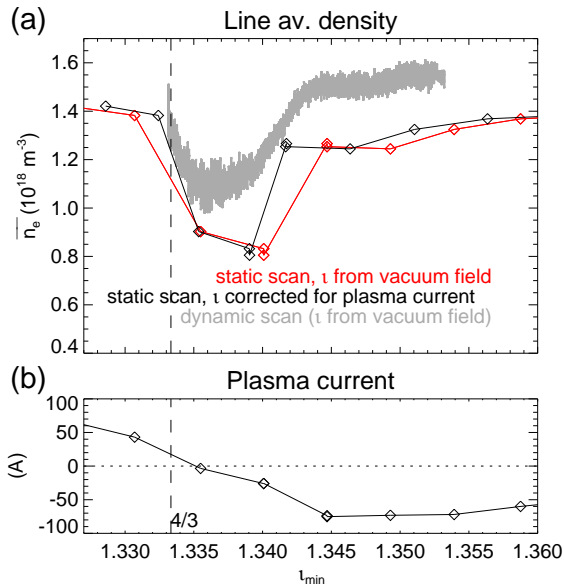 (a)
Line av. density
1.6
1.4
1.2
1.0
0.8
0.6
0.4
n̅e̅ (10¹⁸ m⁻³)
static scan, ι from vacuum field
static scan, ι corrected for plasma current
dynamic scan (ι from vacuum field)
(b)
Plasma current
100
50
0
-50
-100
(A)
4/3
1.330
1.335
1.340
1.345
1.350
1.355
1.360
ιmin